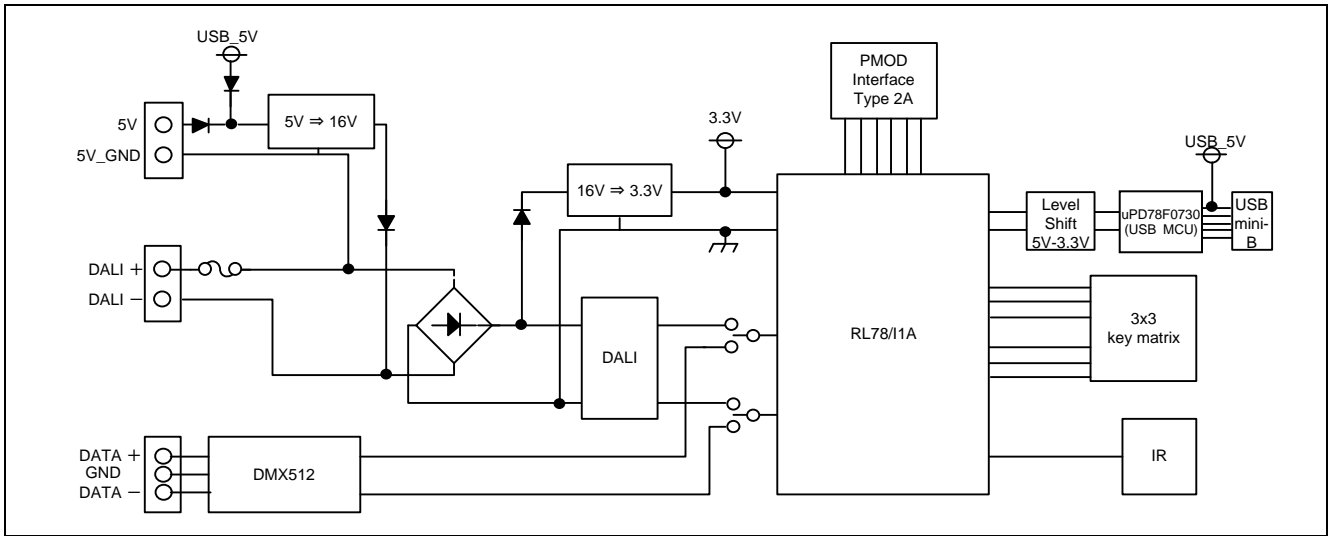 USB_5V
5V
5V_GND
5V ⇒ 16V
DALI +
DALI −
16V ⇒ 3.3V
3.3V
DALI
DATA +
GND
DATA −
DMX512
PMOD
Interface
Type 2A
RL78/I1A
Level
Shift
5V-3.3V
uPD78F0730
(USB MCU)
USB_5V
USB
mini-
B
3x3
key matrix
IR